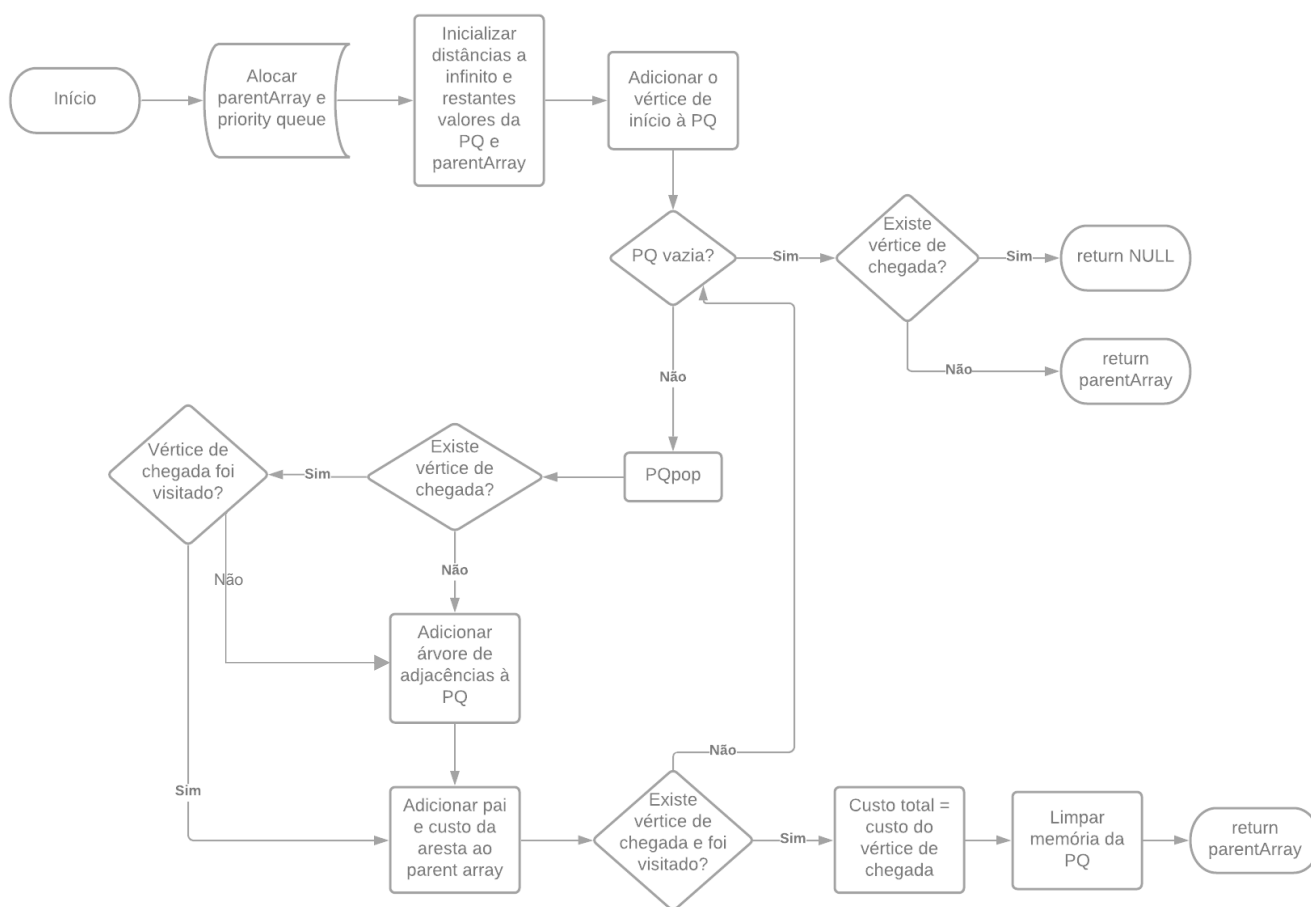 Início
Alocar
parentArray e
priority queue
Inicializar
distâncias a
infinito e
restantes
valores da
PQ e
parentArray
Adicionar o
vértice de
início à PQ
PQ vazia?
Sim
Existe
vértice de
chegada?
Sim
return NULL
Não
return
parentArray
Não
PQpop
Existe
vértice de
chegada?
Sim
Vértice de
chegada foi
visitado?
Não
Não
Adicionar
árvore de
adjacências à
PQ
Sim
Adicionar pai
e custo da
aresta ao
parent array
Existe
vértice de
chegada e foi
visitado?
Não
Sim
Custo total =
custo do
vértice de
chegada
Limpar
memória da
PQ
return
parentArray